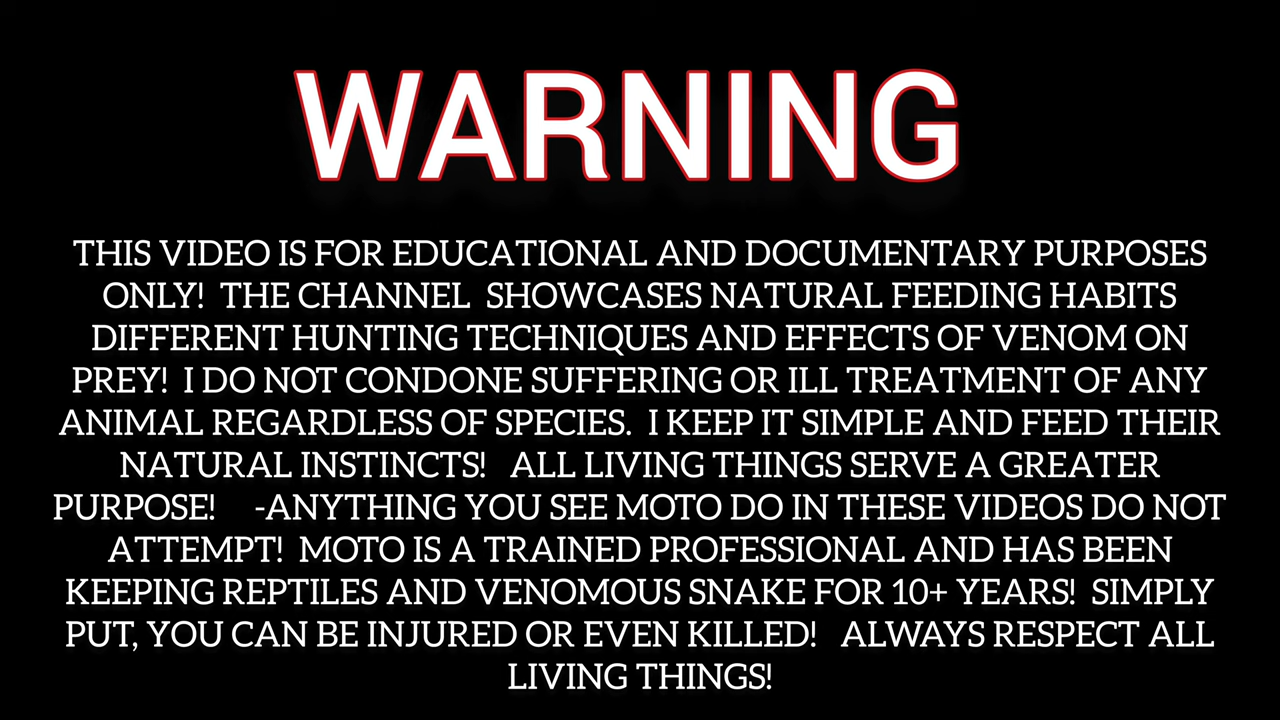 WARNING
THIS VIDEO IS FOR EDUCATIONAL AND DOCUMENTARY PURPOSES
ONLY!  THE CHANNEL  SHOWCASES NATURAL FEEDING HABITS
DIFFERENT HUNTING TECHNIQUES AND EFFECTS OF VENOM ON
PREY!  I DO NOT CONDONE SUFFERING OR ILL TREATMENT OF ANY
ANIMAL REGARDLESS OF SPECIES.  I KEEP IT SIMPLE AND FEED THEIR
NATURAL INSTINCTS!   ALL LIVING THINGS SERVE A GREATER
PURPOSE!     -ANYTHING YOU SEE MOTO DO IN THESE VIDEOS DO NOT
ATTEMPT!  MOTO IS A TRAINED PROFESSIONAL AND HAS BEEN
KEEPING REPTILES AND VENOMOUS SNAKE FOR 10+ YEARS!  SIMPLY
PUT, YOU CAN BE INJURED OR EVEN KILLED!   ALWAYS RESPECT ALL
LIVING THINGS!